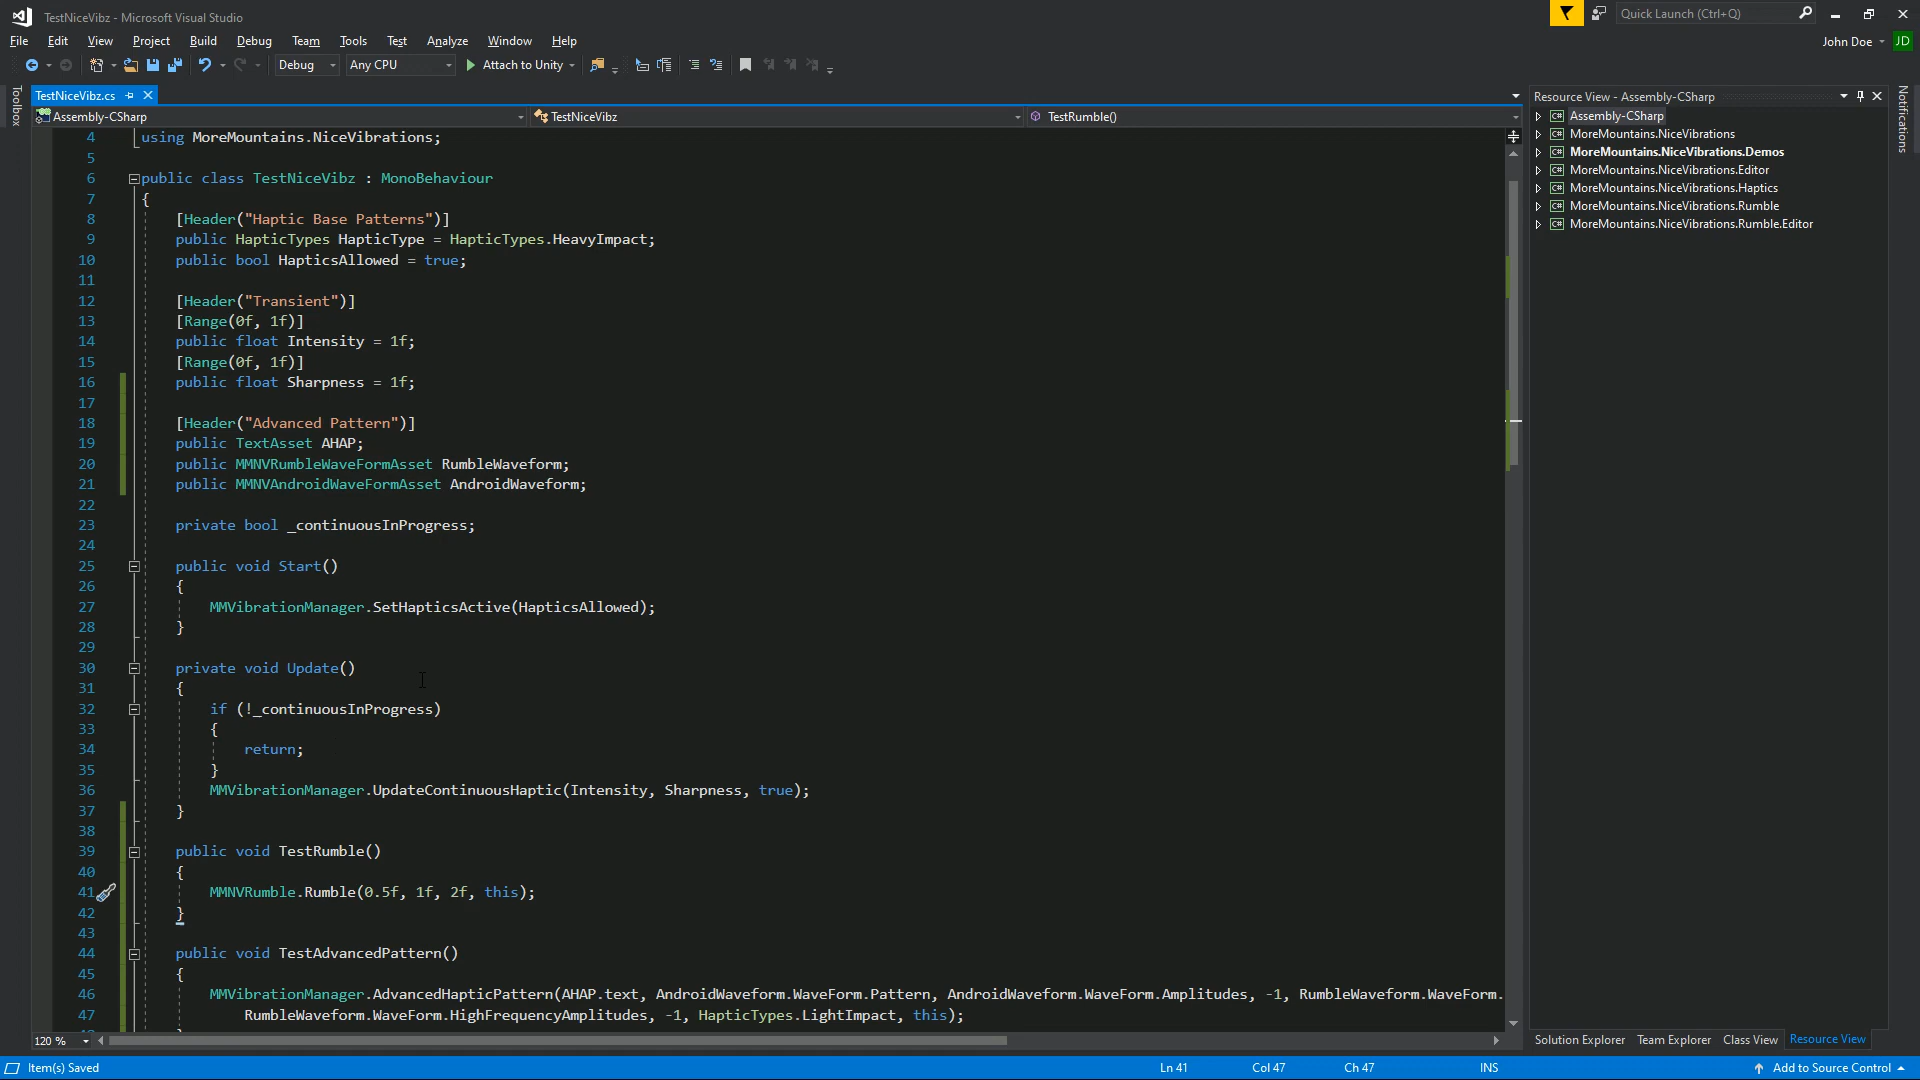 TestNiceVibz - Microsoft Visual Studio
Quick Launch (Ctrl+Q)
File Edit View Project Build Debug Team Tools Test Analyze Window Help
John Doe JD
Debug Any CPU Attach to Unity
Toolbox
TestNiceVibz.cs
Assembly-CSharp TestNiceVibz TestRumble()
4 using MoreMountains.NiceVibrations;
5
6 public class TestNiceVibz : MonoBehaviour
7 {
8 [Header("Haptic Base Patterns")]
9 public HapticTypes HapticType = HapticTypes.HeavyImpact;
10 public bool HapticsAllowed = true;
11
12 [Header("Transient")]
13 [Range(0f, 1f)]
14 public float Intensity = 1f;
15 [Range(0f, 1f)]
16 public float Sharpness = 1f;
17
18 [Header("Advanced Pattern")]
19 public TextAsset AHAP;
20 public MMNVRumbleWaveFormAsset RumbleWaveform;
21 public MMNVAndroidWaveFormAsset AndroidWaveform;
22
23 private bool _continuousInProgress;
24
25 public void Start()
26 {
27 MMVibrationManager.SetHapticsActive(HapticsAllowed);
28 }
29
30 private void Update()
31 {
32 if (!_continuousInProgress)
33 {
34 return;
35 }
36 MMVibrationManager.UpdateContinuousHaptic(Intensity, Sharpness, true);
37 }
38
39 public void TestRumble()
40 {
41 MMNVRumble.Rumble(0.5f, 1f, 2f, this);
42 }
43
44 public void TestAdvancedPattern()
45 {
46 MMVibrationManager.AdvancedHapticPattern(AHAP.text, AndroidWaveform.WaveForm.Pattern, AndroidWaveform.WaveForm.Amplitudes, -1, RumbleWaveform.WaveForm.
47 RumbleWaveform.WaveForm.HighFrequencyAmplitudes, -1, HapticTypes.LightImpact, this);
120 %
Resource View - Assembly-CSharp
Assembly-CSharp
MoreMountains.NiceVibrations
MoreMountains.NiceVibrations.Demos
MoreMountains.NiceVibrations.Editor
MoreMountains.NiceVibrations.Haptics
MoreMountains.NiceVibrations.Rumble
MoreMountains.NiceVibrations.Rumble.Editor
Notifications
Solution Explorer Team Explorer Class View Resource View
Item(s) Saved Ln 41 Col 47 Ch 47 INS Add to Source Control